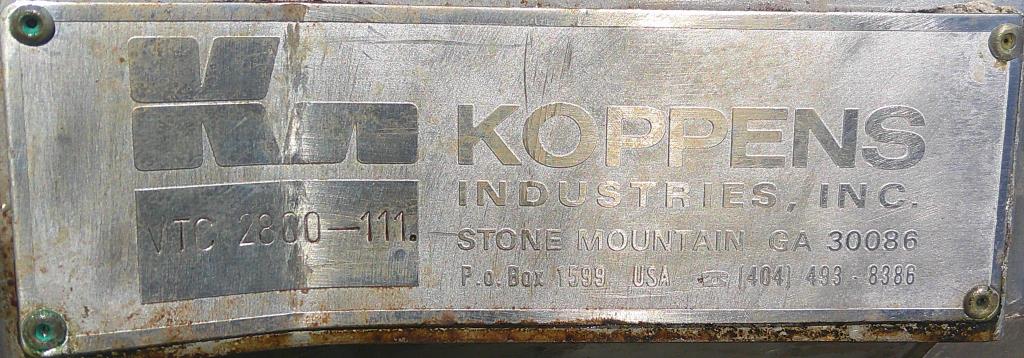 KOPPENS
INDUSTRIES, INC.
VTC 2800-111.
STONE MOUNTAIN GA 30086
P.o. Box 1599 USA ☎ (404) 493-8386